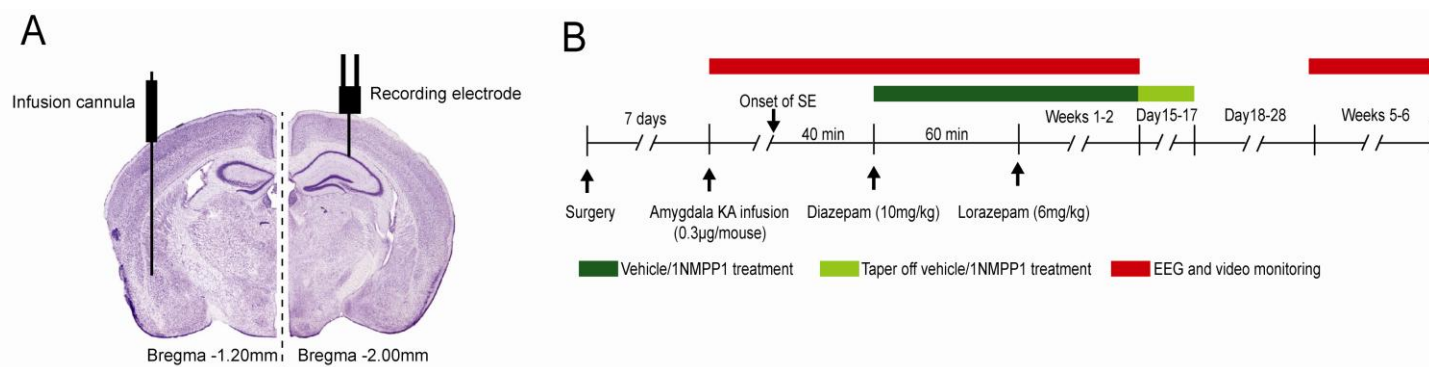 A
Infusion cannula
Recording electrode
Bregma -1.20mm
Bregma -2.00mm
B
Onset of SE
7 days
40 min
60 min
Weeks 1-2
Day15-17
Day18-28
Weeks 5-6
Surgery
Amygdala KA infusion
(0.3µg/mouse)
Diazepam (10mg/kg)
Lorazepam (6mg/kg)
Vehicle/1NMPP1 treatment
Taper off vehicle/1NMPP1 treatment
EEG and video monitoring